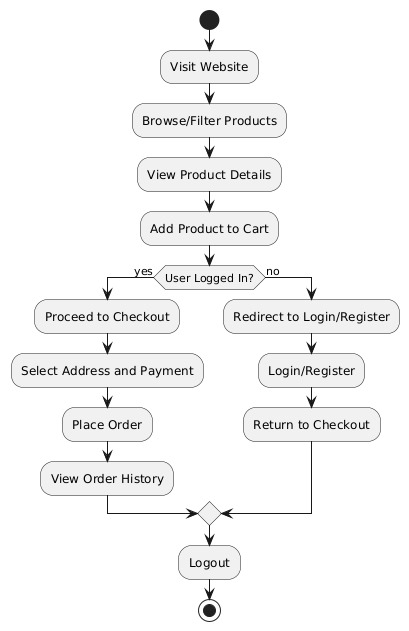 Visit Website
Browse/Filter Products
View Product Details
Add Product to Cart
yes
User Logged In?
no
Proceed to Checkout
Select Address and Payment
Place Order
View Order History
Redirect to Login/Register
Login/Register
Return to Checkout
Logout